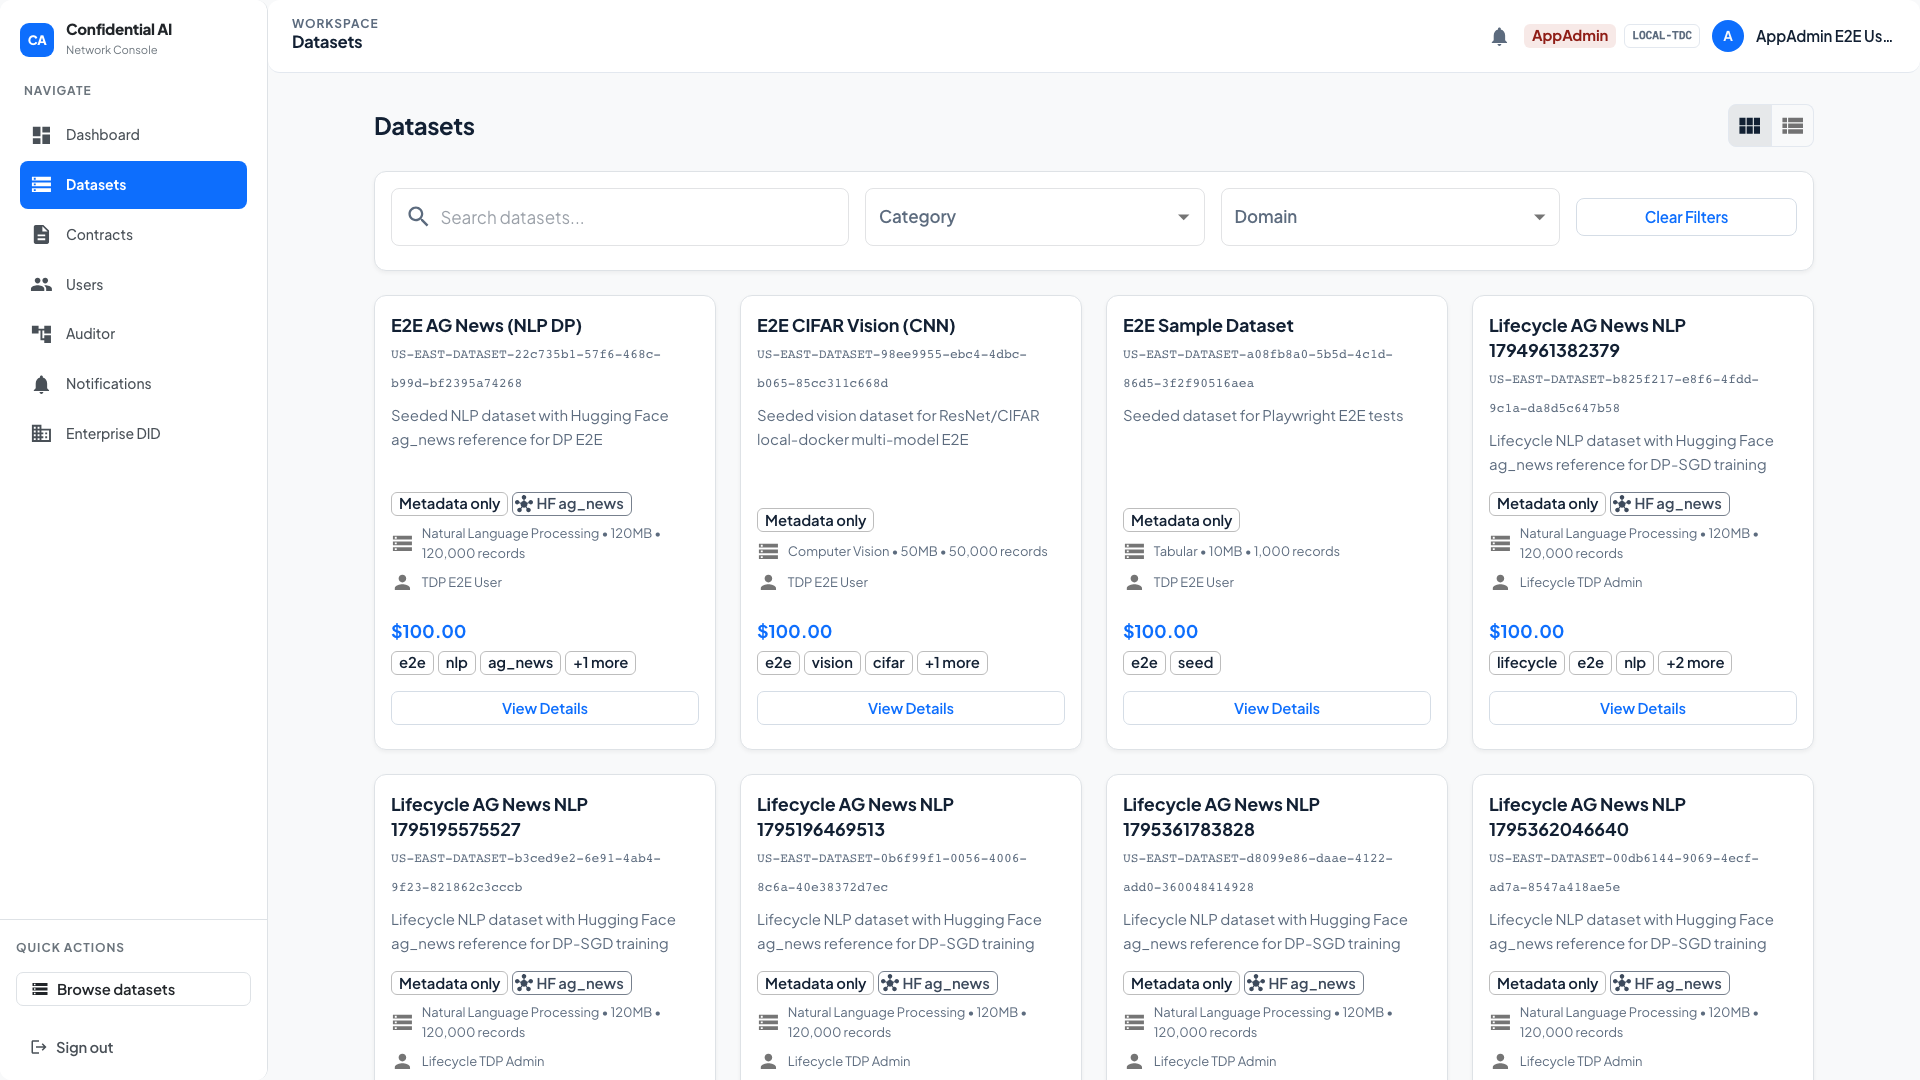 CA
Confidential AI
Network Console
NAVIGATE
Dashboard
Datasets
Contracts
Users
Auditor
Notifications
Enterprise DID
QUICK ACTIONS
Browse datasets
Sign out
WORKSPACE
Datasets
AppAdmin
LOCAL-TDC
A
AppAdmin E2E Us...
Datasets
Search datasets...
Category
Domain
Clear Filters
E2E AG News (NLP DP)
US-EAST-DATASET-22c735b1-57f6-468c-
b99d-bf2395a74268
Seeded NLP dataset with Hugging Face
ag_news reference for DP E2E
Metadata only
HF ag_news
Natural Language Processing • 120MB •
120,000 records
TDP E2E User
$100.00
e2e
nlp
ag_news
+1 more
View Details
E2E CIFAR Vision (CNN)
US-EAST-DATASET-98ee9955-ebc4-4dbc-
b065-85cc311c668d
Seeded vision dataset for ResNet/CIFAR
local-docker multi-model E2E
Metadata only
Computer Vision • 50MB • 50,000 records
TDP E2E User
$100.00
e2e
vision
cifar
+1 more
View Details
E2E Sample Dataset
US-EAST-DATASET-a08fb8a0-5b5d-4c1d-
86d5-3f2f90516aea
Seeded dataset for Playwright E2E tests
Metadata only
Tabular • 10MB • 1,000 records
TDP E2E User
$100.00
e2e
seed
View Details
Lifecycle AG News NLP
1794961382379
US-EAST-DATASET-b825f217-e8f6-4fdd-
9c1a-da8d5c647b58
Lifecycle NLP dataset with Hugging Face
ag_news reference for DP-SGD training
Metadata only
HF ag_news
Natural Language Processing • 120MB •
120,000 records
Lifecycle TDP Admin
$100.00
lifecycle
e2e
nlp
+2 more
View Details
Lifecycle AG News NLP
1795195575527
US-EAST-DATASET-b3ced9e2-6e91-4ab4-
9f23-821862c3cccb
Lifecycle NLP dataset with Hugging Face
ag_news reference for DP-SGD training
Metadata only
HF ag_news
Natural Language Processing • 120MB •
120,000 records
Lifecycle TDP Admin
Lifecycle AG News NLP
1795196469513
US-EAST-DATASET-0b6f99f1-0056-4006-
8c6a-40e38372d7ec
Lifecycle NLP dataset with Hugging Face
ag_news reference for DP-SGD training
Metadata only
HF ag_news
Natural Language Processing • 120MB •
120,000 records
Lifecycle TDP Admin
Lifecycle AG News NLP
1795361783828
US-EAST-DATASET-d8099e86-daae-4122-
add0-360048414928
Lifecycle NLP dataset with Hugging Face
ag_news reference for DP-SGD training
Metadata only
HF ag_news
Natural Language Processing • 120MB •
120,000 records
Lifecycle TDP Admin
Lifecycle AG News NLP
1795362046640
US-EAST-DATASET-00db6144-9069-4ecf-
ad7a-8547a418ae5e
Lifecycle NLP dataset with Hugging Face
ag_news reference for DP-SGD training
Metadata only
HF ag_news
Natural Language Processing • 120MB •
120,000 records
Lifecycle TDP Admin